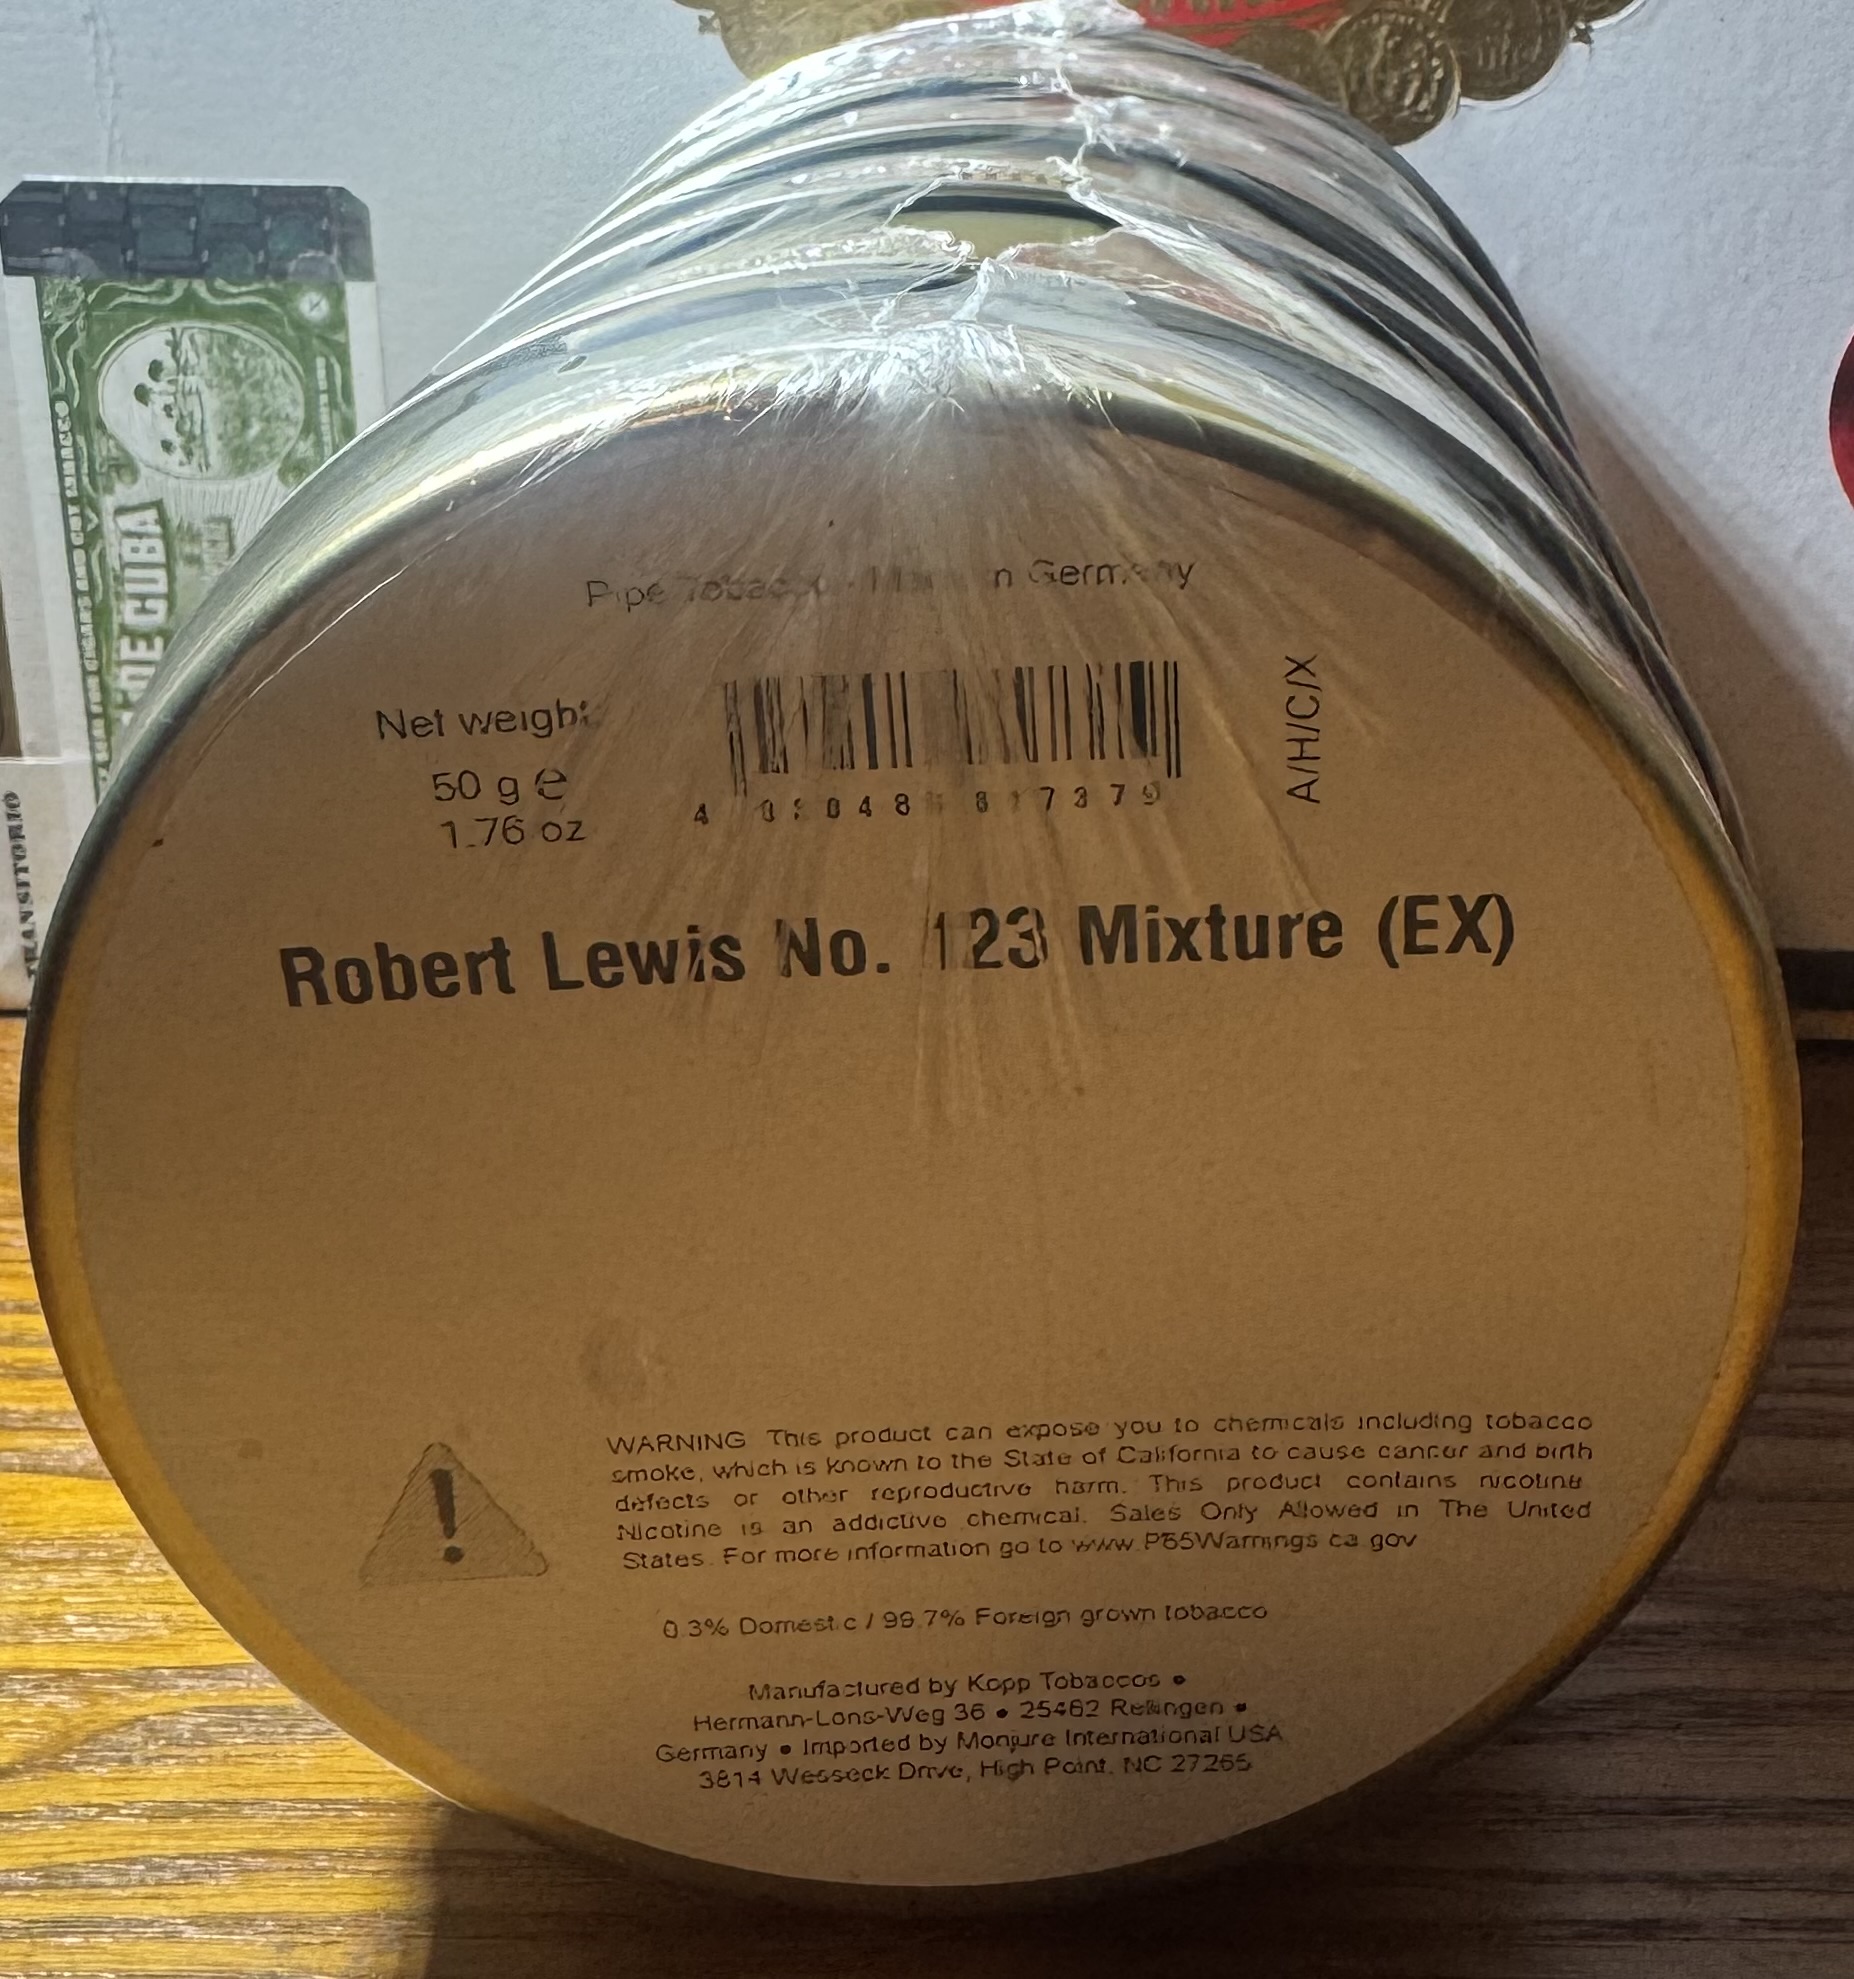 DE CUBA
TRANSITORIO
Pipe Tobacco - Made in Germany
Net weight
50 g e
1.76 oz
A/H/C/X
Robert Lewis No. 123 Mixture (EX)
WARNING This product can expose you to chemicals including tobacco
smoke, which is known to the State of California to cause cancer and birth
defects or other reproductive harm. This product contains nicotine
Nicotine is an addictive chemical. Sales Only Allowed in The United
States. For more information go to www.P65Warnings.ca.gov
0.3% Domestic / 99.7% Foreign grown tobacco
Manufactured by Kopp Tobaccos •
Hermann-Löns-Weg 36 • 25462 Rellingen •
Germany • Imported by Monjure International USA
3814 Wesseck Drive, High Point, NC 27265